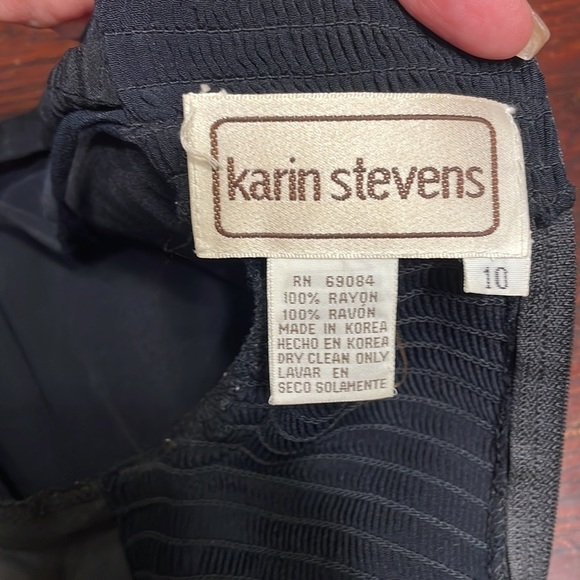 karin stevens
10
RN 69084
100% RAYON
100% RAVÓN
MADE IN KOREA
HECHO EN KOREA
DRY CLEAN ONLY
LAVAR EN
SECO SOLAMENTE